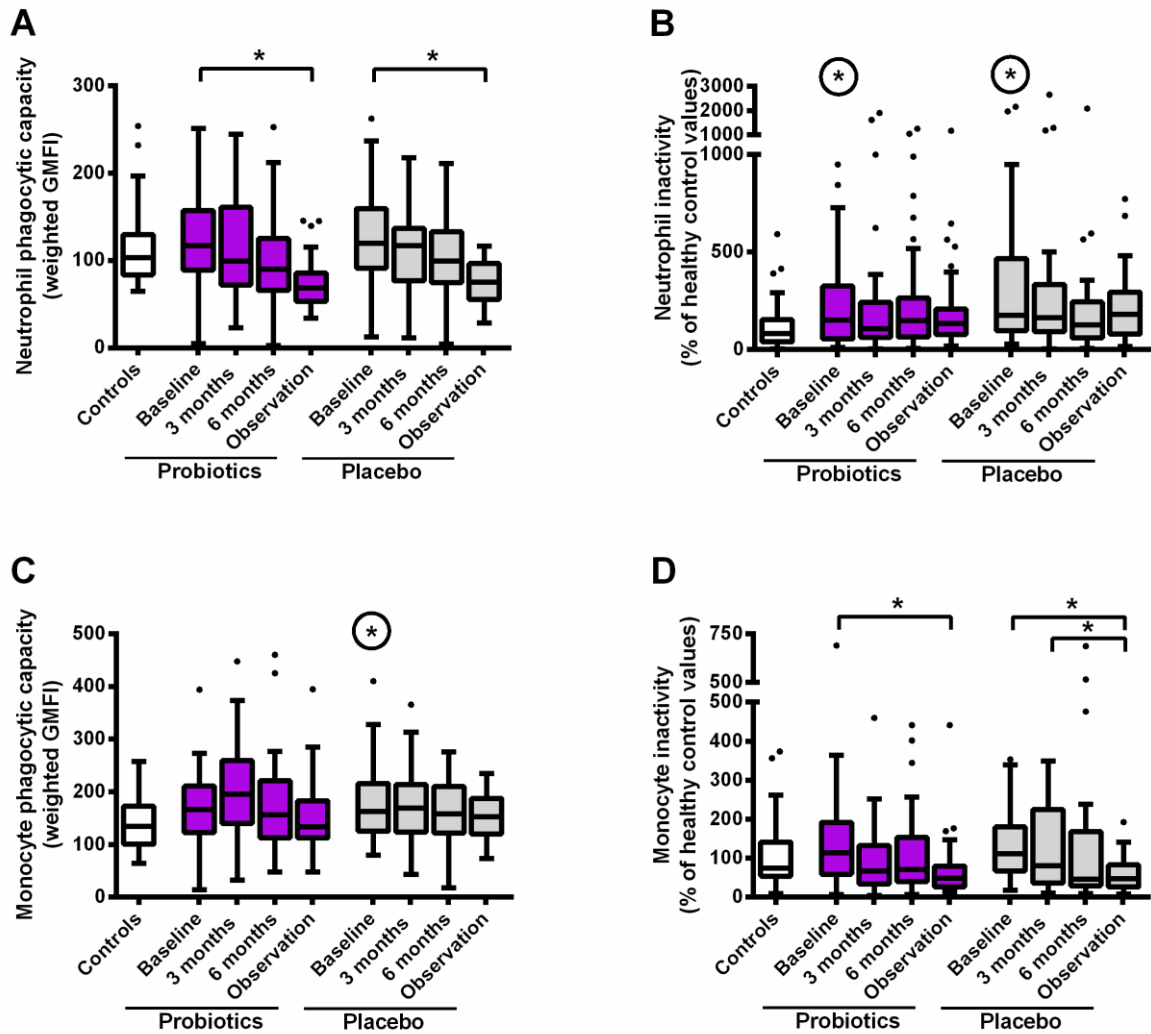 A
Neutrophil phagocytic capacity
(weighted GMFI)
300
200
100
0
*
*
Controls
Baseline
3 months
6 months
Observation
Baseline
3 months
6 months
Observation
Probiotics
Placebo
B
Neutrophil inactivity
(% of healthy control values)
3000
2000
1000
1000
500
0
*
*
Controls
Baseline
3 months
6 months
Observation
Baseline
3 months
6 months
Observation
Probiotics
Placebo
C
Monocyte phagocytic capacity
(weighted GMFI)
500
400
300
200
100
0
*
Controls
Baseline
3 months
6 months
Observation
Baseline
3 months
6 months
Observation
Probiotics
Placebo
D
Monocyte inactivity
(% of healthy control values)
750
500
500
400
300
200
100
0
*
*
*
Controls
Baseline
3 months
6 months
Observation
Baseline
3 months
6 months
Observation
Probiotics
Placebo